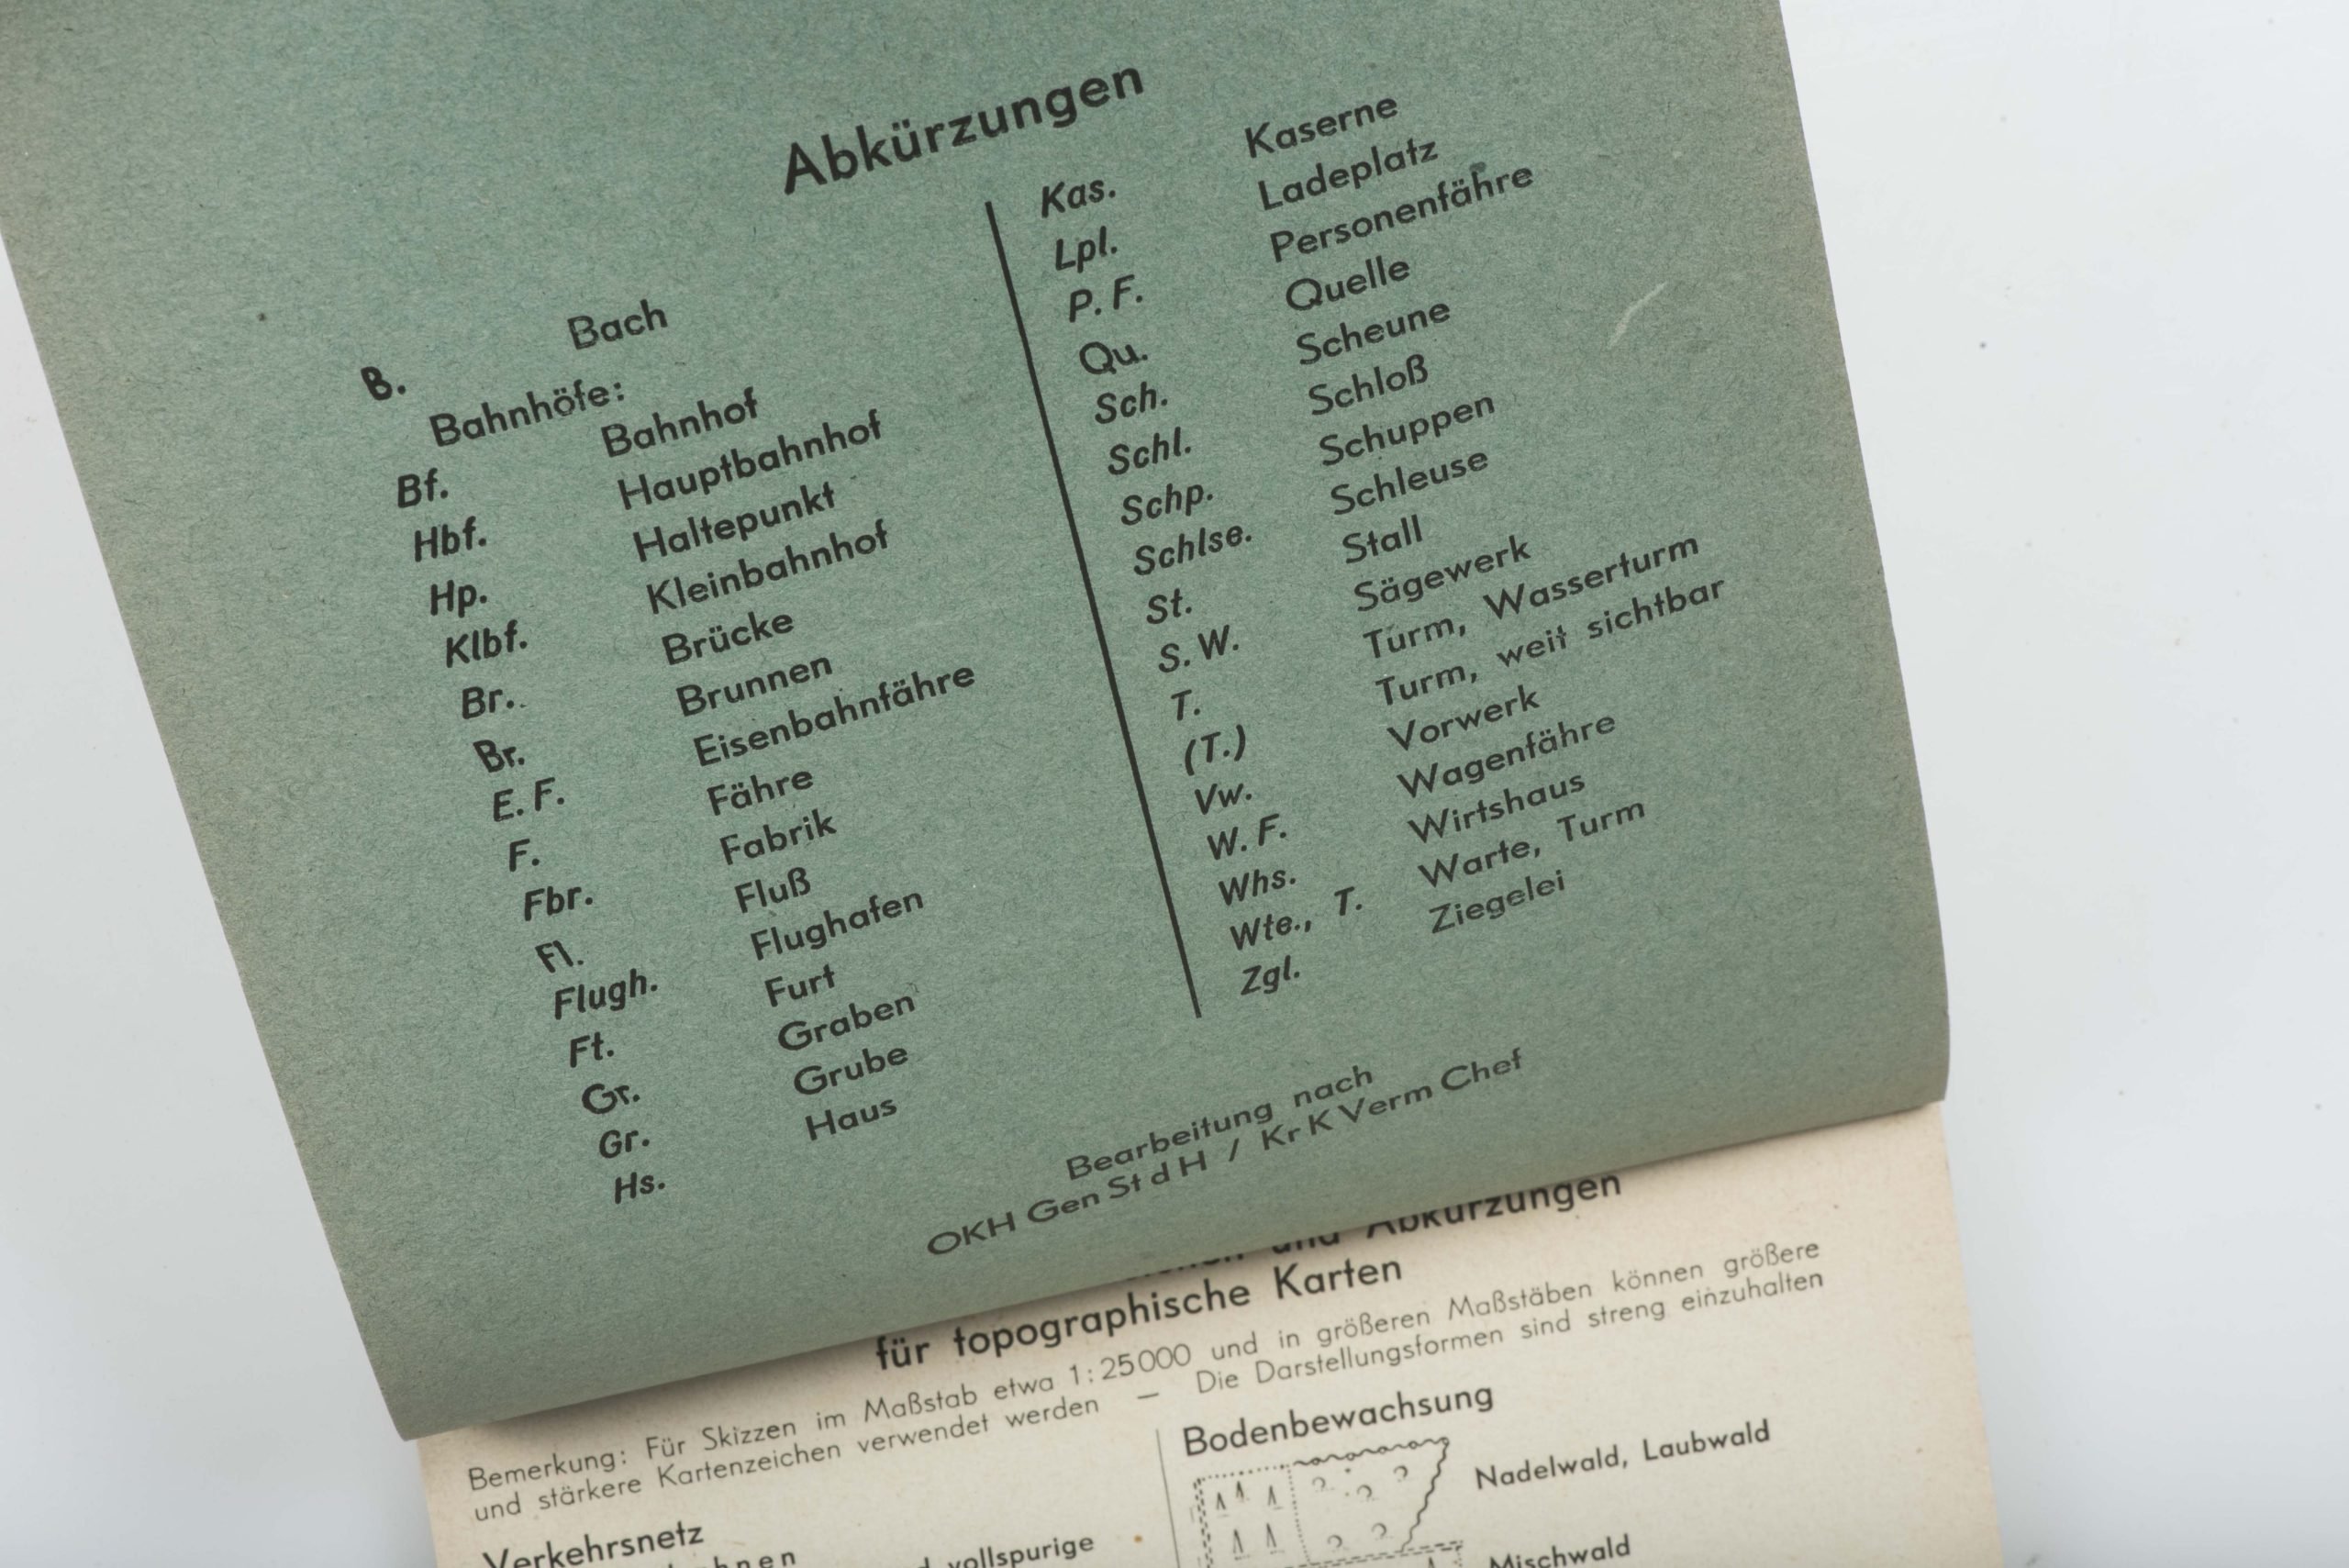 Abkürzungen
B. Bach
Bahnhöfe:
Bf. Bahnhof
Hbf. Hauptbahnhof
Hp. Haltepunkt
Klbf. Kleinbahnhof
Br. Brücke
Br. Brunnen
E. F. Eisenbahnfähre
F. Fähre
Fbr. Fabrik
Fl. Fluß
Flugh. Flughafen
Ft. Furt
Gr. Graben
Gr. Grube
Hs. Haus
Kas. Kaserne
Lpl. Ladeplatz
P. F. Personenfähre
Qu. Quelle
Sch. Scheune
Schl. Schloß
Schp. Schuppen
Schlse. Schleuse
St. Stall
S. W. Sägewerk
T. Turm, Wasserturm
(T.) Turm, weit sichtbar
Vw. Vorwerk
W. F. Wagenfähre
Whs. Wirtshaus
Wte., T. Warte, Turm
Zgl. Ziegelei
Bearbeitung nach
OKH Gen St d H / Kr K Verm Chef
und Abkürzungen
für topographische Karten
Bemerkung: Für Skizzen im Maßstab etwa 1:25000 und in größeren Maßstäben können größere
und stärkere Kartenzeichen verwendet werden — Die Darstellungsformen sind streng einzuhalten
Verkehrsnetz
vollspurige
Bodenbewachsung
Nadelwald, Laubwald
Mischwald